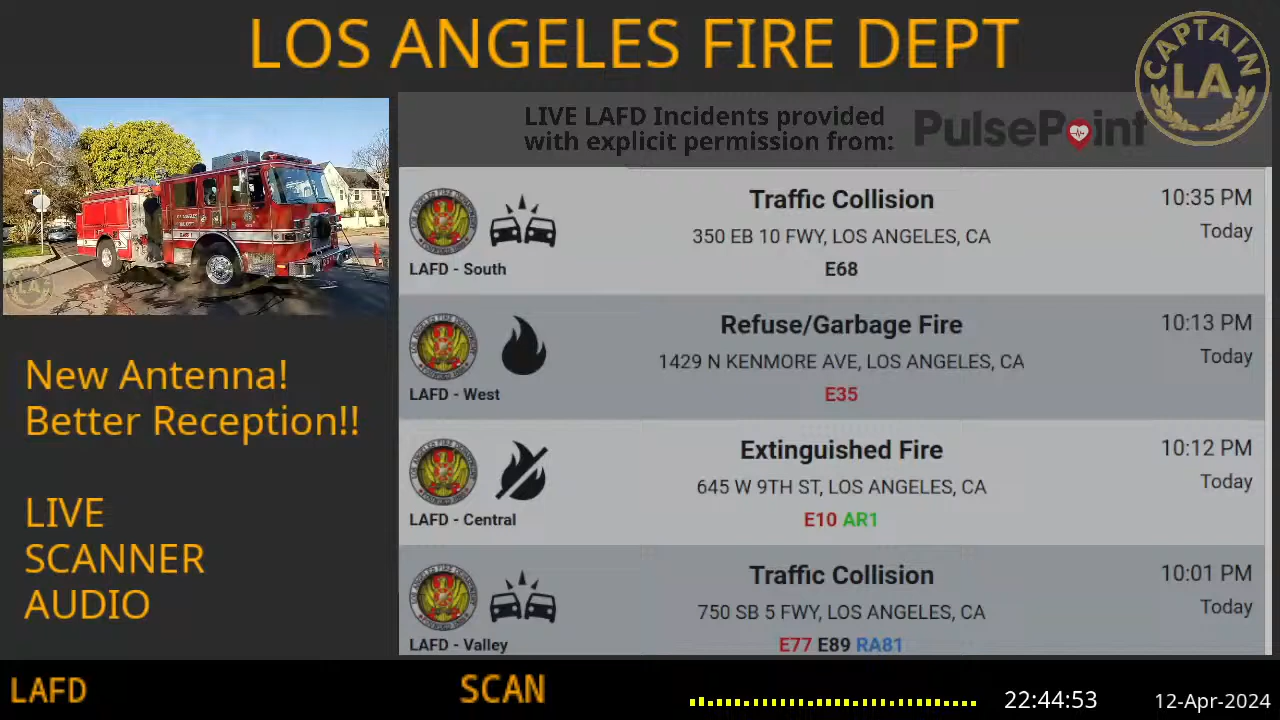 LOS ANGELES FIRE DEPT
CAPTAIN
LA
LIVE LAFD Incidents provided
with explicit permission from:
PulsePoint
Traffic Collision
10:35 PM
350 EB 10 FWY, LOS ANGELES, CA
Today
LAFD - South
E68
Refuse/Garbage Fire
10:13 PM
1429 N KENMORE AVE, LOS ANGELES, CA
Today
LAFD - West
E35
Extinguished Fire
10:12 PM
645 W 9TH ST, LOS ANGELES, CA
Today
LAFD - Central
E10 AR1
Traffic Collision
10:01 PM
750 SB 5 FWY, LOS ANGELES, CA
Today
LAFD - Valley
E77 E89 RA81
New Antenna!
Better Reception!!
LIVE
SCANNER
AUDIO
LAFD
SCAN
22:44:53
12-Apr-2024